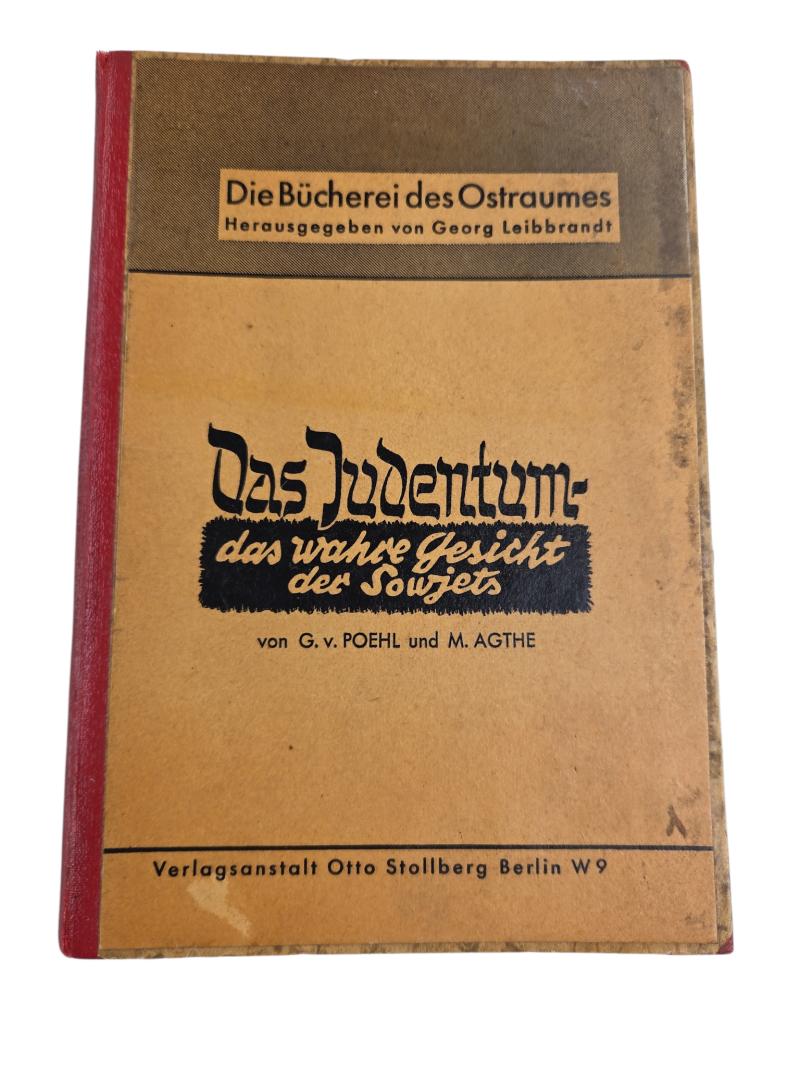 Die Bücherei des Ostraumes
Herausgegeben von Georg Leibbrandt
Das Judentum-
das wahre Gesicht
der Sowjets
von G. v. POEHL und M. AGTHE
Verlagsanstalt Otto Stollberg Berlin W 9